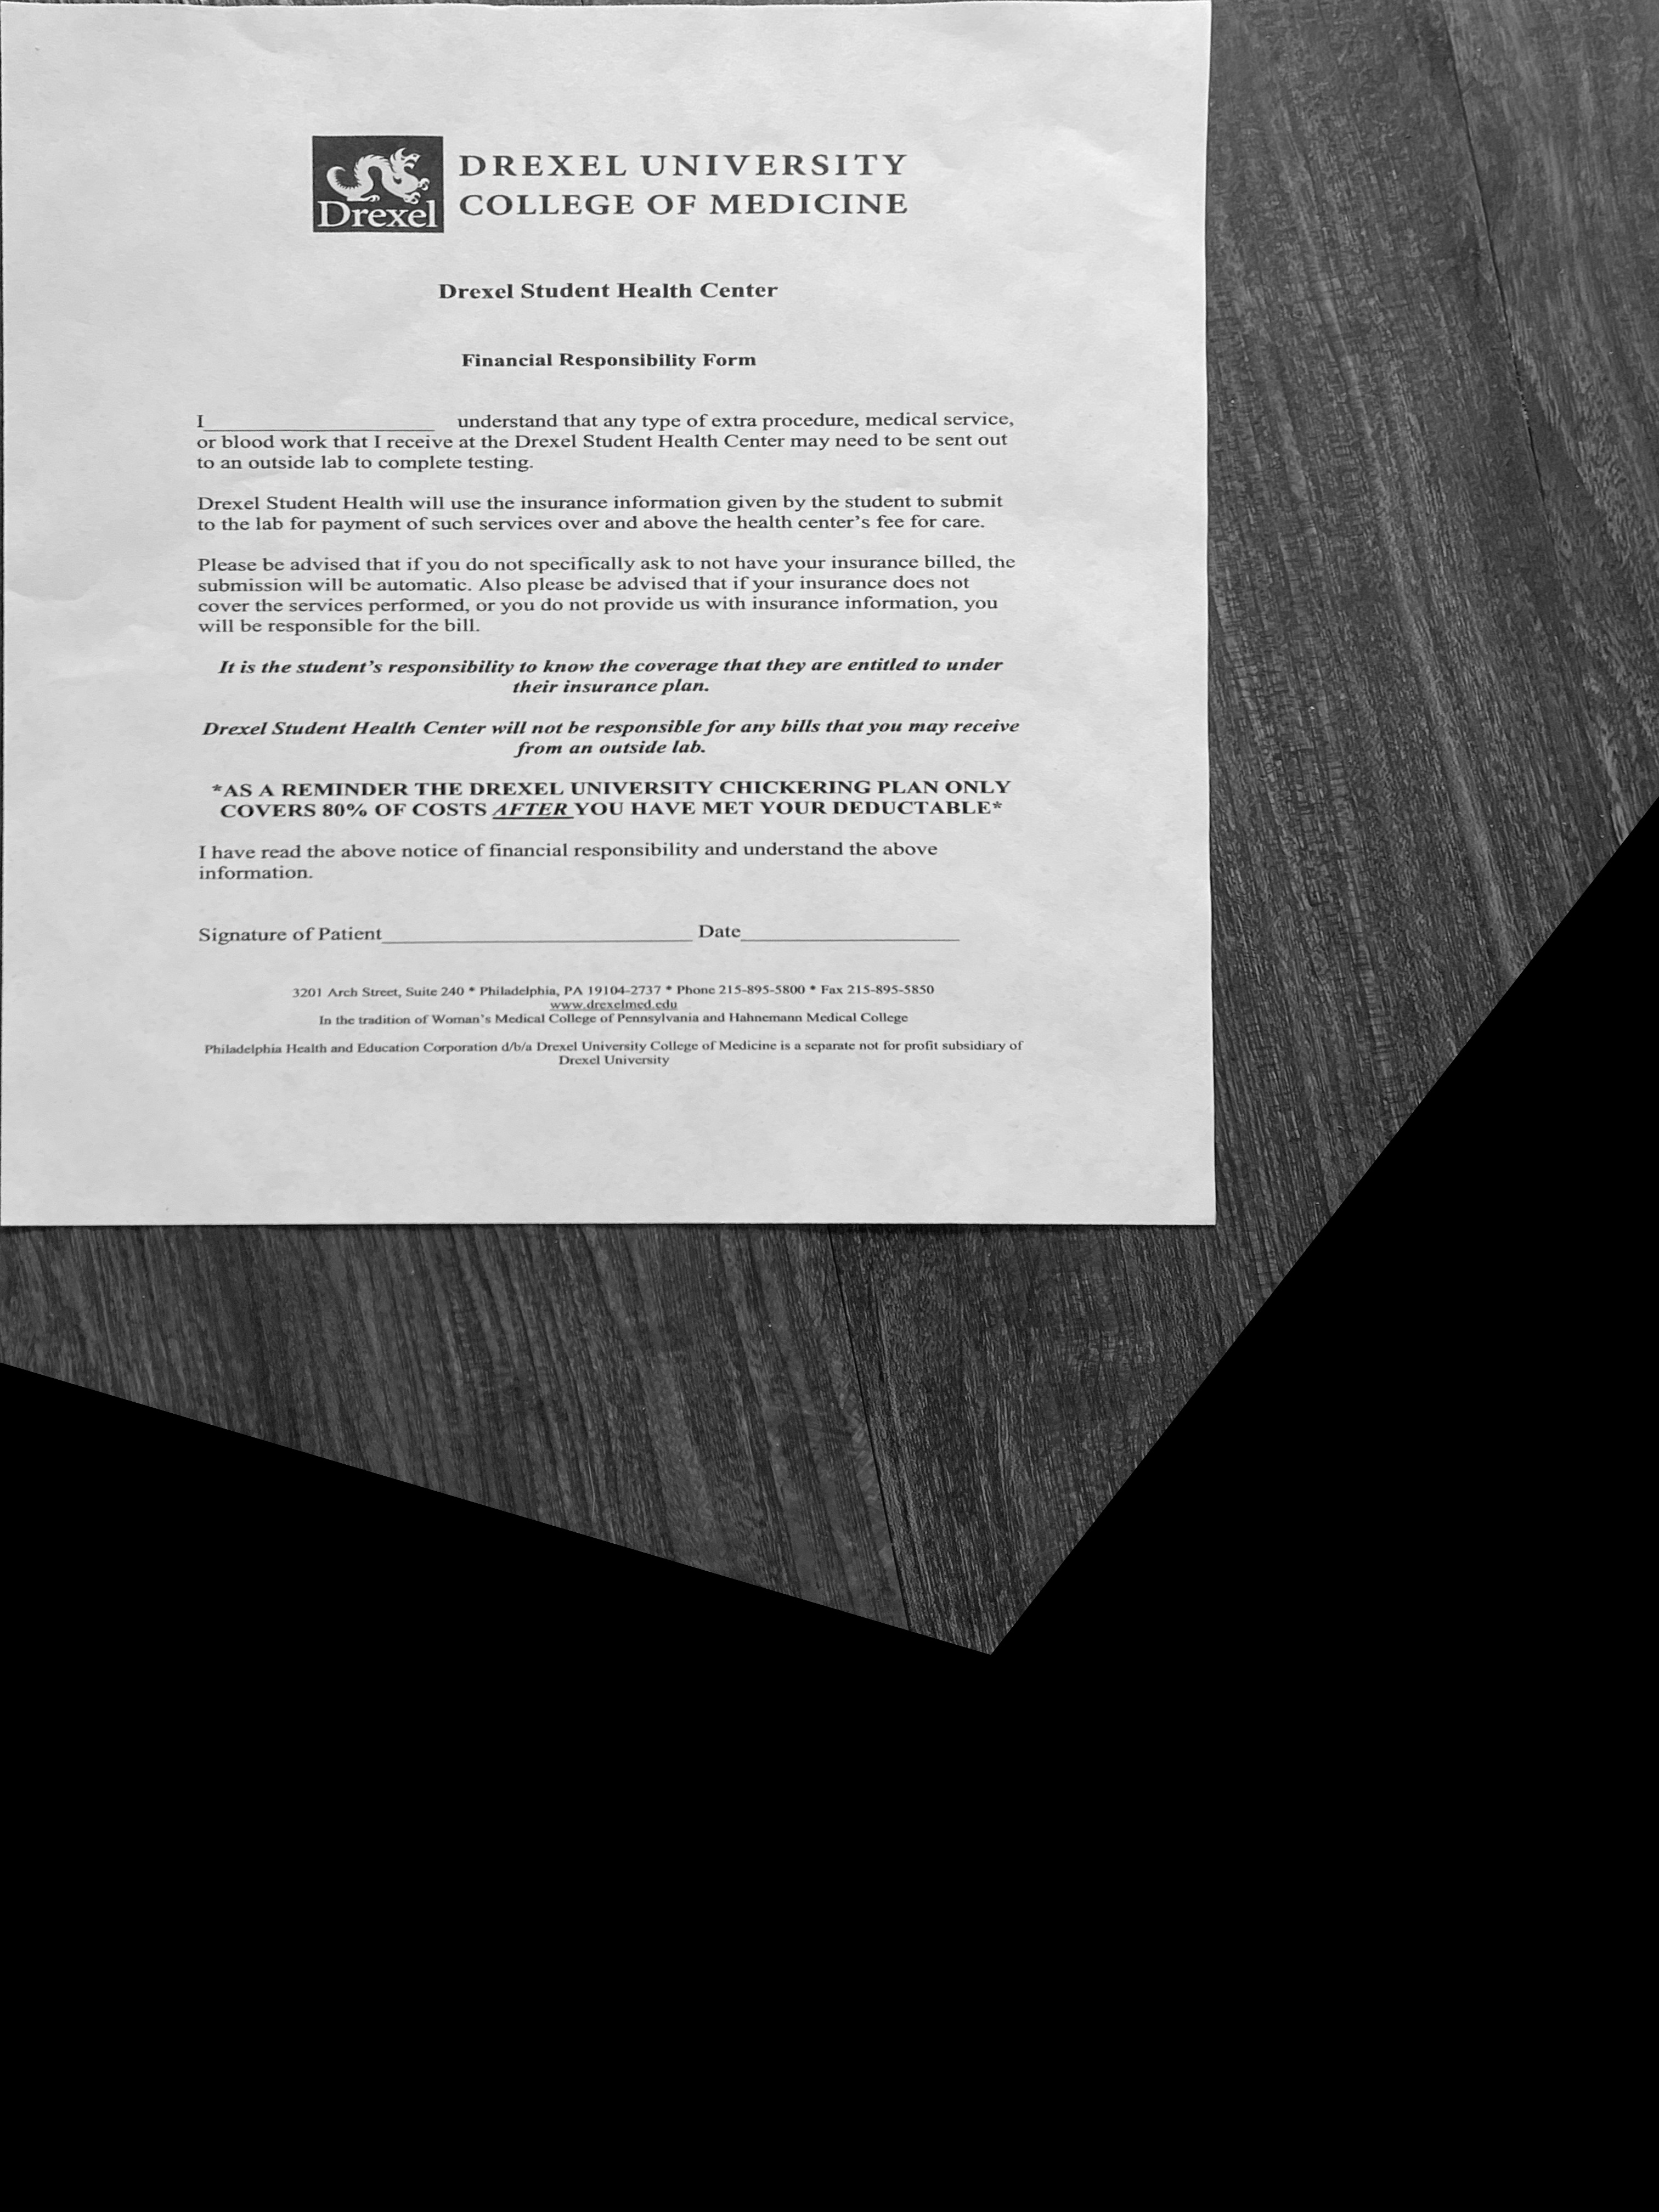 Drexel
DREXEL UNIVERSITY
COLLEGE OF MEDICINE
Drexel Student Health Center
Financial Responsibility Form
I______________________ understand that any type of extra procedure, medical service,
or blood work that I receive at the Drexel Student Health Center may need to be sent out
to an outside lab to complete testing.
Drexel Student Health will use the insurance information given by the student to submit
to the lab for payment of such services over and above the health center's fee for care.
Please be advised that if you do not specifically ask to not have your insurance billed, the
submission will be automatic. Also please be advised that if your insurance does not
cover the services performed, or you do not provide us with insurance information, you
will be responsible for the bill.
It is the student's responsibility to know the coverage that they are entitled to under
their insurance plan.
Drexel Student Health Center will not be responsible for any bills that you may receive
from an outside lab.
*AS A REMINDER THE DREXEL UNIVERSITY CHICKERING PLAN ONLY
COVERS 80% OF COSTS AFTER YOU HAVE MET YOUR DEDUCTABLE*
I have read the above notice of financial responsibility and understand the above
information.
Signature of Patient______________________________ Date_____________________
3201 Arch Street, Suite 240 * Philadelphia, PA 19104-2737 * Phone 215-895-5800 * Fax 215-895-5850
www.drexelmed.edu
In the tradition of Woman's Medical College of Pennsylvania and Hahnemann Medical College
Philadelphia Health and Education Corporation d/b/a Drexel University College of Medicine is a separate not for profit subsidiary of
Drexel University